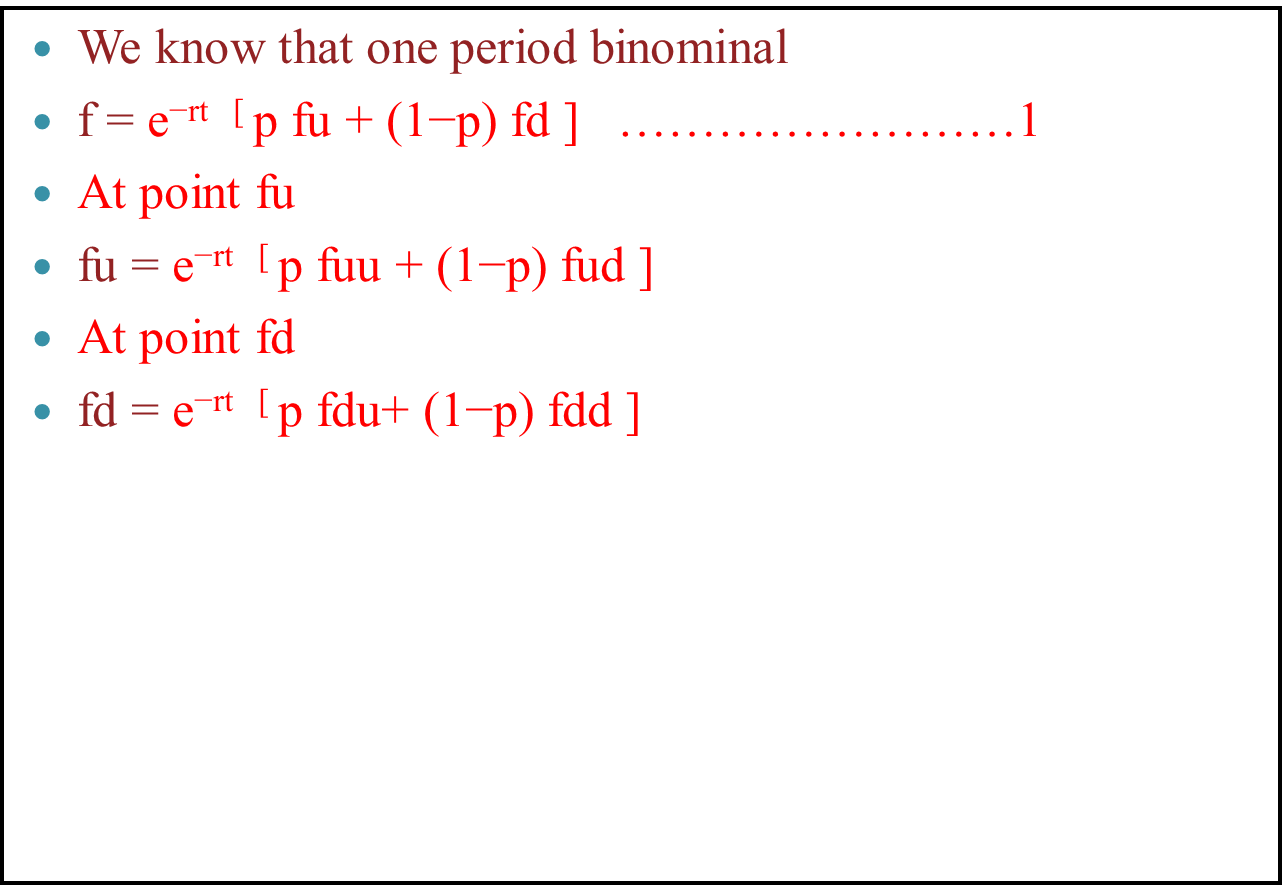 • We know that one period binominal
• f = e⁻ʳᵗ [ p fu + (1−p) fd ] ……………………1
• At point fu
• fu = e⁻ʳᵗ [ p fuu + (1−p) fud ]
• At point fd
• fd = e⁻ʳᵗ [ p fdu+ (1−p) fdd ]